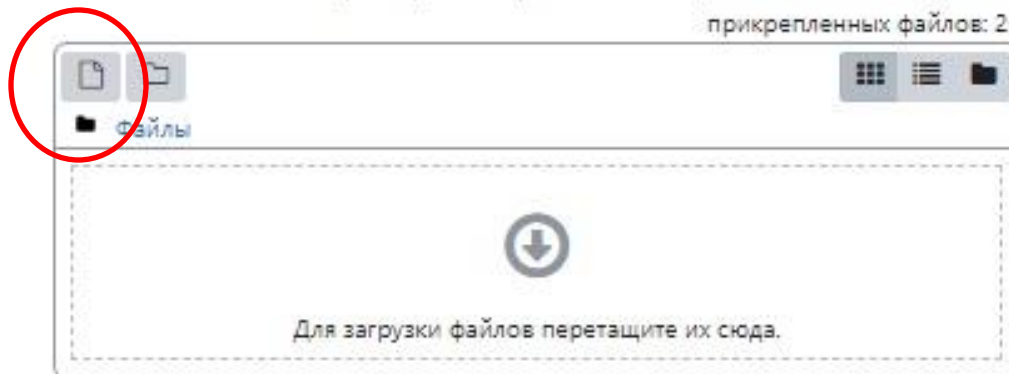 прикрепленных файлов: 2
Файлы
Для загрузки файлов перетащите их сюда.